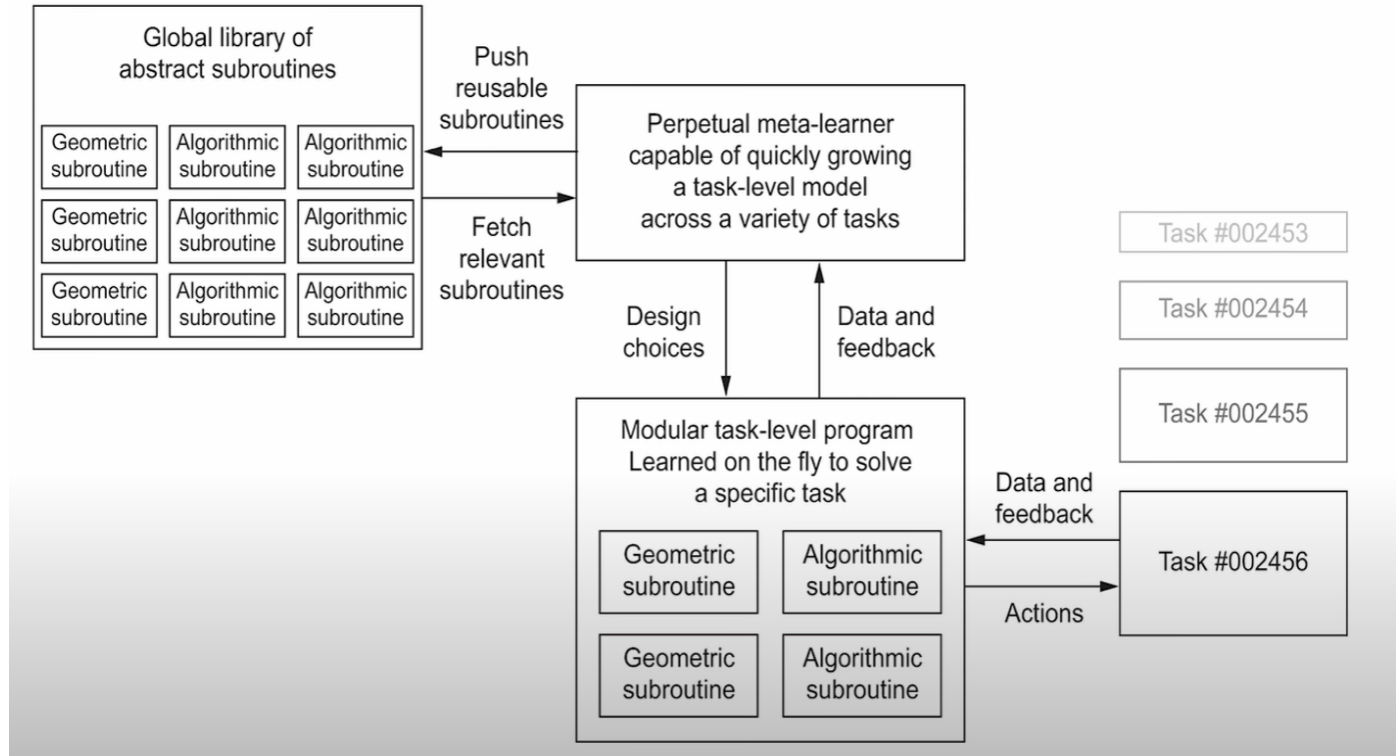 Global library of
abstract subroutines
Geometric
subroutine
Algorithmic
subroutine
Algorithmic
subroutine
Geometric
subroutine
Algorithmic
subroutine
Algorithmic
subroutine
Geometric
subroutine
Algorithmic
subroutine
Algorithmic
subroutine
Push
reusable
subroutines
Fetch
relevant
subroutines
Perpetual meta-learner
capable of quickly growing
a task-level model
across a variety of tasks
Design
choices
Data and
feedback
Modular task-level program
Learned on the fly to solve
a specific task
Geometric
subroutine
Algorithmic
subroutine
Geometric
subroutine
Algorithmic
subroutine
Data and
feedback
Actions
Task #002453
Task #002454
Task #002455
Task #002456